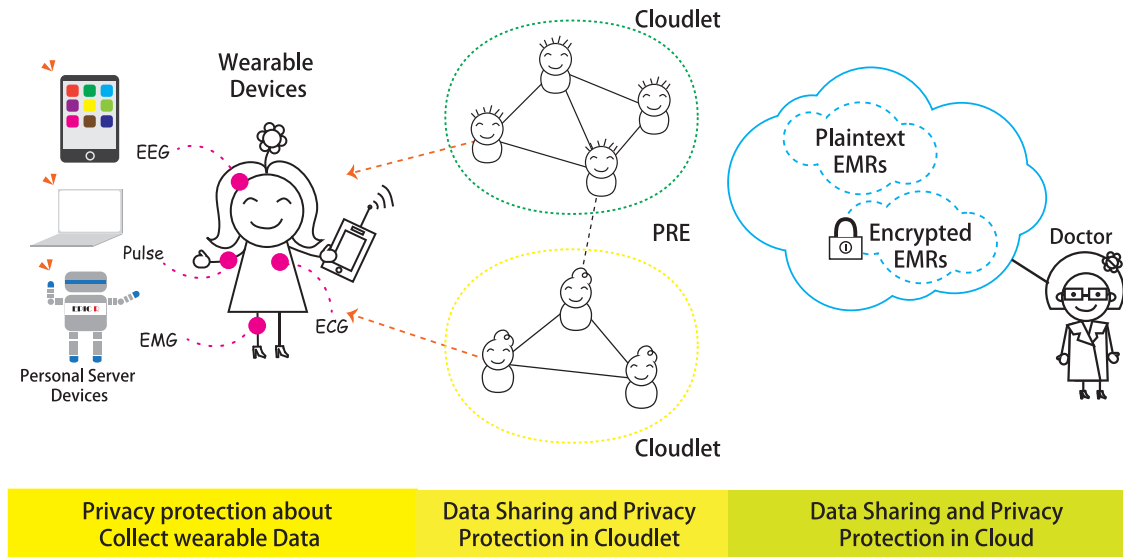 Cloudlet
Wearable
Devices
EEG
Plaintext
EMRs
PRE
Encrypted
EMRs
Doctor
Pulse
EPIC R
EMG
ECG
Personal Server
Devices
Cloudlet
Privacy protection about
Collect wearable Data
Data Sharing and Privacy
Protection in Cloudlet
Data Sharing and Privacy
Protection in Cloud